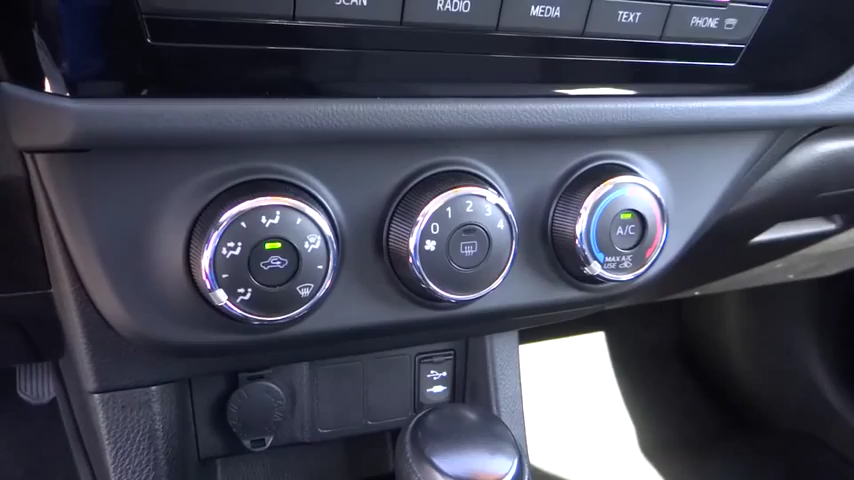 SCAN RADIO MEDIA TEXT PHONE
0 1 2 3 4
A/C
MAX A/C
USE